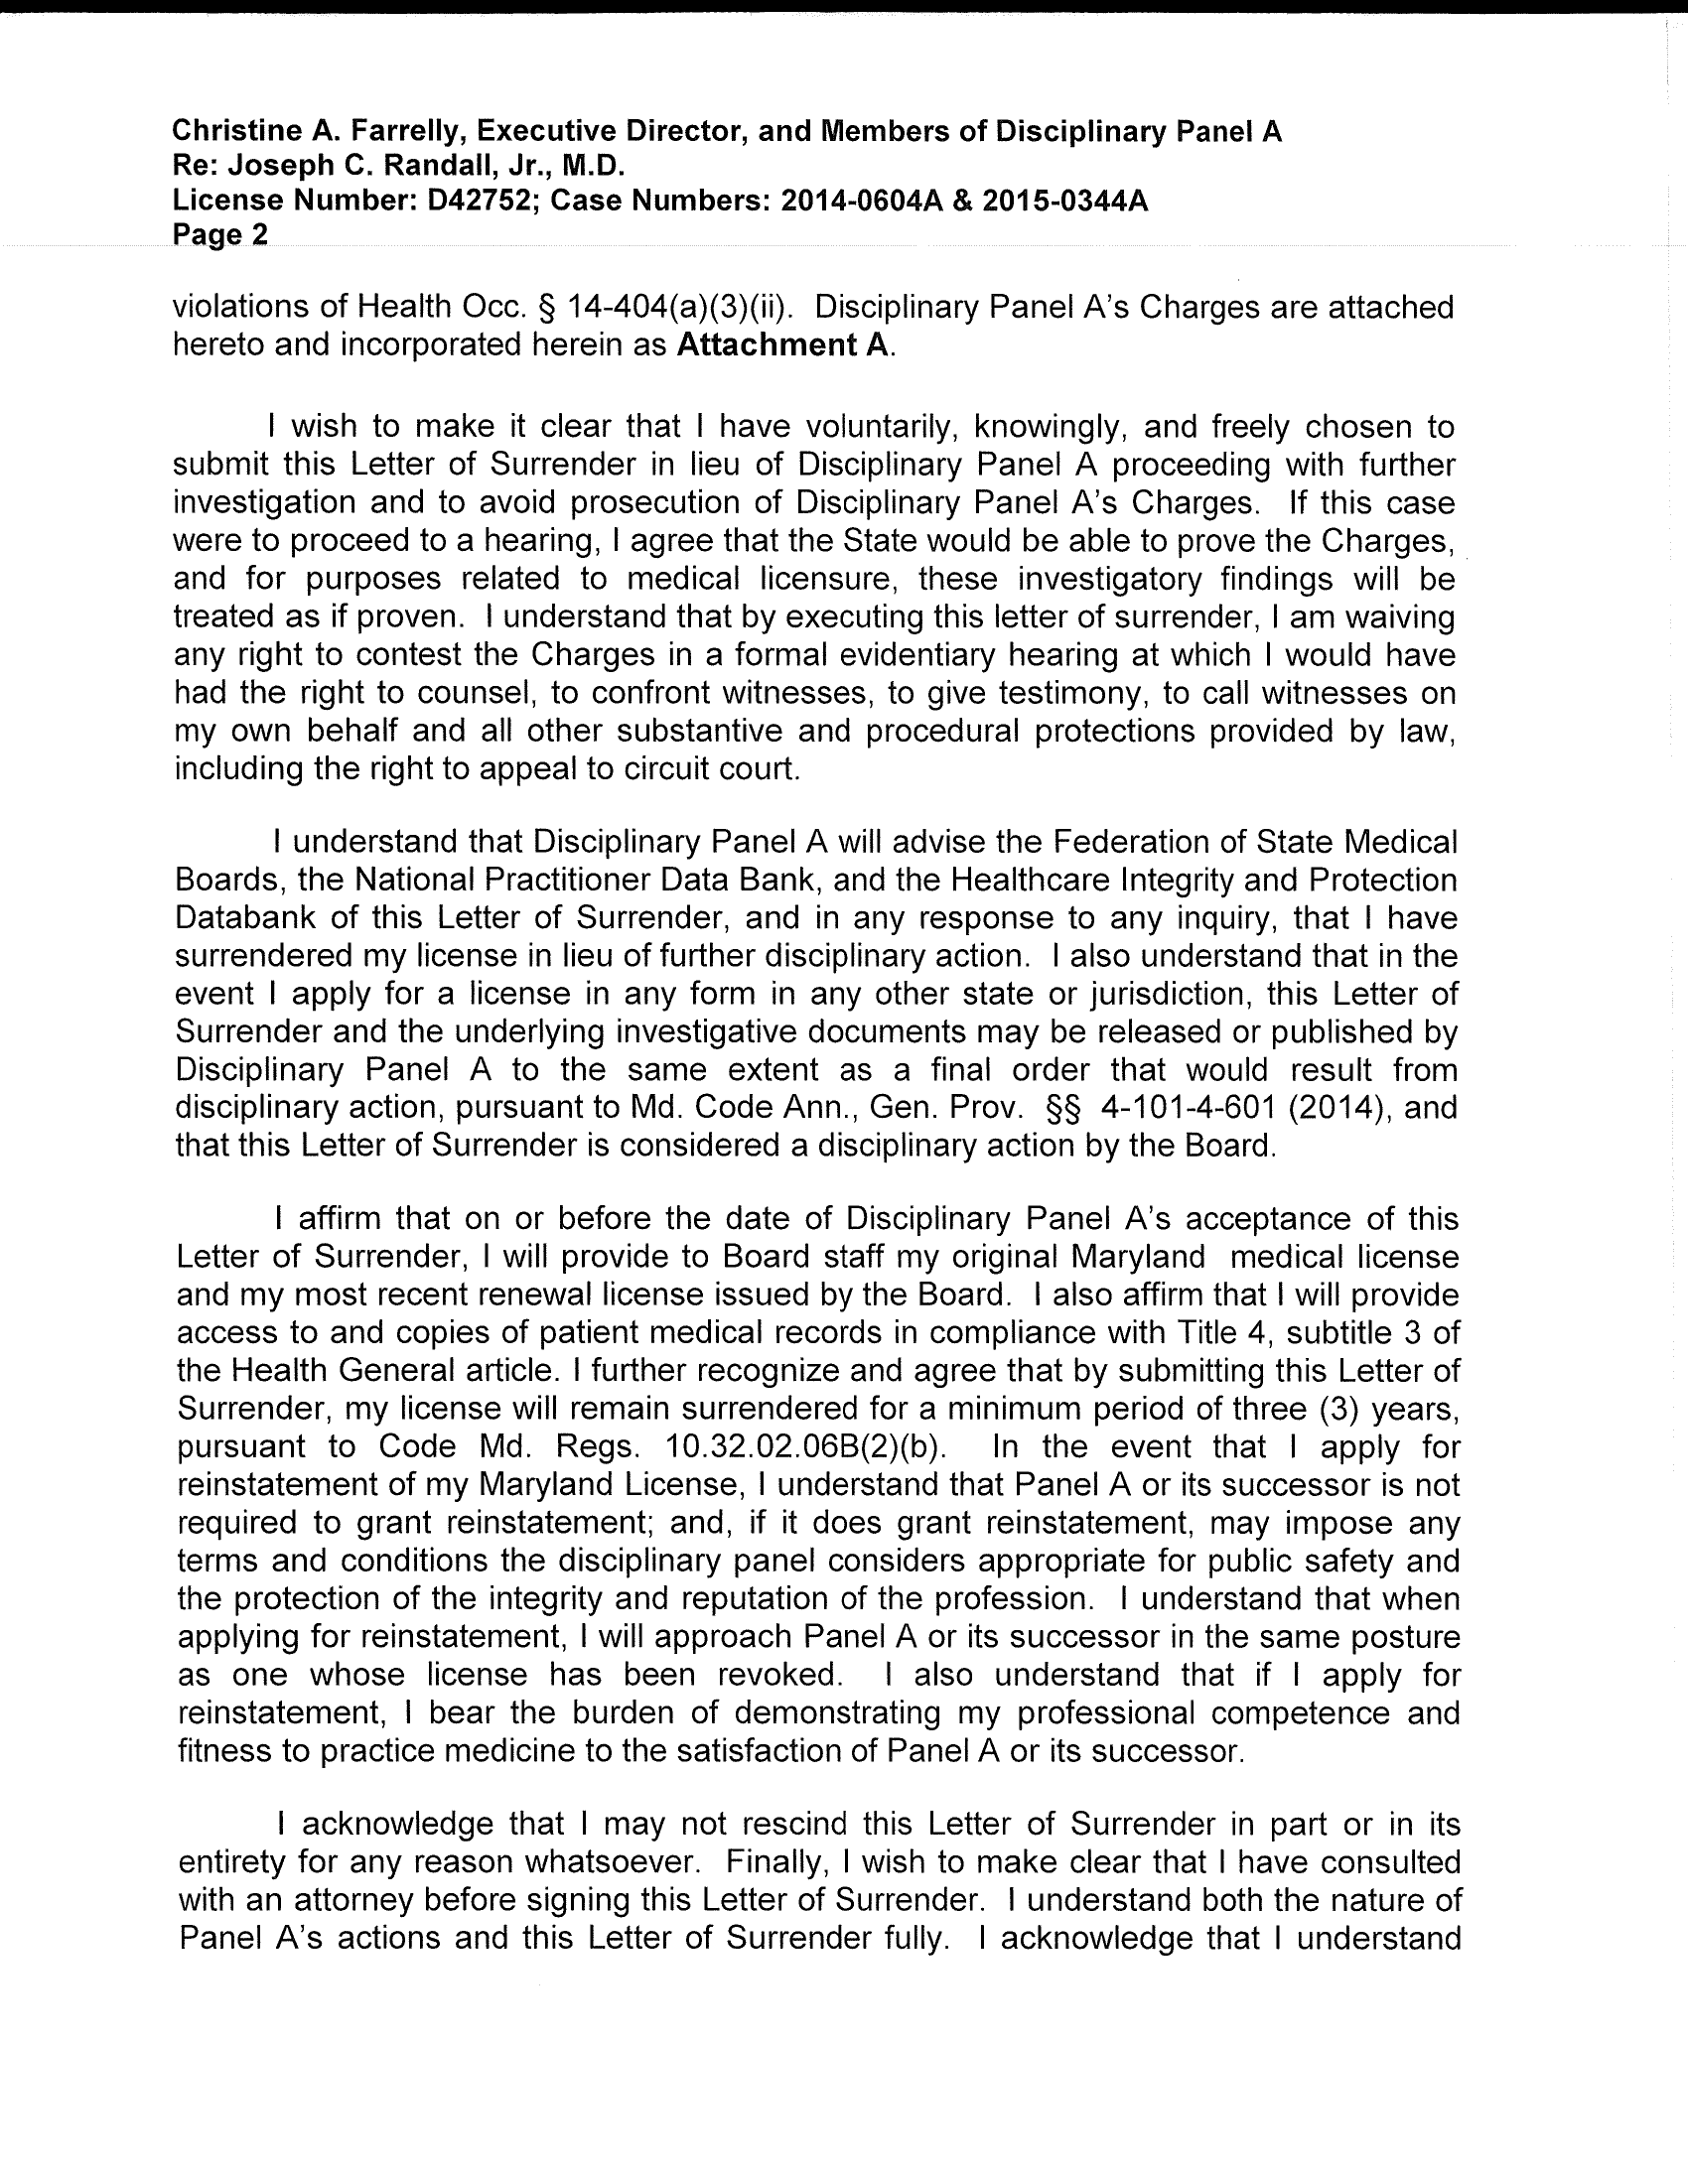 Christine A. Farrelly, Executive Director, and Members of Disciplinary Panel A
Re: Joseph C. Randall, Jr., M.D.
License Number: D42752; Case Numbers: 2014-0604A & 2015-0344A
Page 2
violations of Health Occ. § 14-404(a)(3)(ii). Disciplinary Panel A's Charges are attached
hereto and incorporated herein as Attachment A.
I wish to make it clear that I have voluntarily, knowingly, and freely chosen to
submit this Letter of Surrender in lieu of Disciplinary Panel A proceeding with further
investigation and to avoid prosecution of Disciplinary Panel A's Charges. If this case
were to proceed to a hearing, I agree that the State would be able to prove the Charges,
and for purposes related to medical licensure, these investigatory findings will be
treated as if proven. I understand that by executing this letter of surrender, I am waiving
any right to contest the Charges in a formal evidentiary hearing at which I would have
had the right to counsel, to confront witnesses, to give testimony, to call witnesses on
my own behalf and all other substantive and procedural protections provided by law,
including the right to appeal to circuit court.
I understand that Disciplinary Panel A will advise the Federation of State Medical
Boards, the National Practitioner Data Bank, and the Healthcare Integrity and Protection
Databank of this Letter of Surrender, and in any response to any inquiry, that I have
surrendered my license in lieu of further disciplinary action. I also understand that in the
event I apply for a license in any form in any other state or jurisdiction, this Letter of
Surrender and the underlying investigative documents may be released or published by
Disciplinary Panel A to the same extent as a final order that would result from
disciplinary action, pursuant to Md. Code Ann., Gen. Prov. §§ 4-101-4-601 (2014), and
that this Letter of Surrender is considered a disciplinary action by the Board.
I affirm that on or before the date of Disciplinary Panel A's acceptance of this
Letter of Surrender, I will provide to Board staff my original Maryland medical license
and my most recent renewal license issued by the Board. I also affirm that I will provide
access to and copies of patient medical records in compliance with Title 4, subtitle 3 of
the Health General article. I further recognize and agree that by submitting this Letter of
Surrender, my license will remain surrendered for a minimum period of three (3) years,
pursuant to Code Md. Regs. 10.32.02.06B(2)(b). In the event that I apply for
reinstatement of my Maryland License, I understand that Panel A or its successor is not
required to grant reinstatement; and, if it does grant reinstatement, may impose any
terms and conditions the disciplinary panel considers appropriate for public safety and
the protection of the integrity and reputation of the profession. I understand that when
applying for reinstatement, I will approach Panel A or its successor in the same posture
as one whose license has been revoked. I also understand that if I apply for
reinstatement, I bear the burden of demonstrating my professional competence and
fitness to practice medicine to the satisfaction of Panel A or its successor.
I acknowledge that I may not rescind this Letter of Surrender in part or in its
entirety for any reason whatsoever. Finally, I wish to make clear that I have consulted
with an attorney before signing this Letter of Surrender. I understand both the nature of
Panel A's actions and this Letter of Surrender fully. I acknowledge that I understand